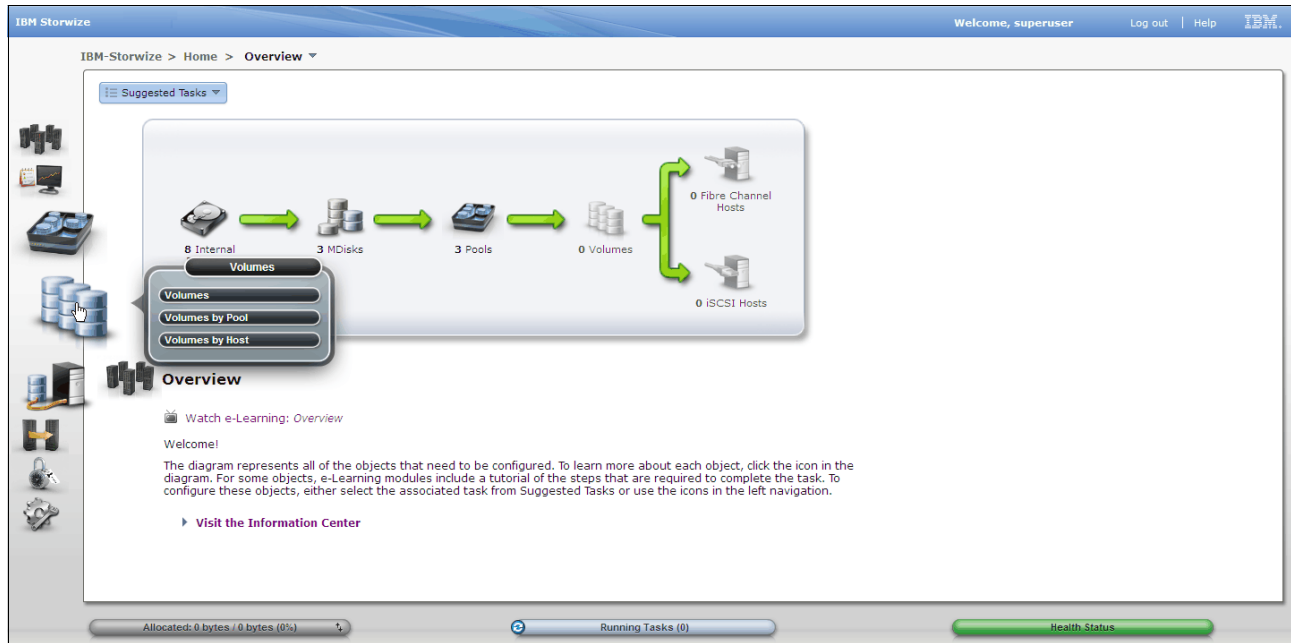 IBM Storwize
Welcome, superuser
Log out | Help
IBM.
IBM-Storwize > Home > Overview
Suggested Tasks
0 Fibre Channel
Hosts
8 Internal
3 MDisks
3 Pools
0 Volumes
Volumes
Volumes
Volumes by Pool
Volumes by Host
0 iSCSI Hosts
Overview
Watch e-Learning: Overview
Welcome!
The diagram represents all of the objects that need to be configured. To learn more about each object, click the icon in the
diagram. For some objects, e-Learning modules include a tutorial of the steps that are required to complete the task. To
configure these objects, either select the associated task from Suggested Tasks or use the icons in the left navigation.
Visit the Information Center
Allocated: 0 bytes / 0 bytes (0%)
Running Tasks (0)
Health Status